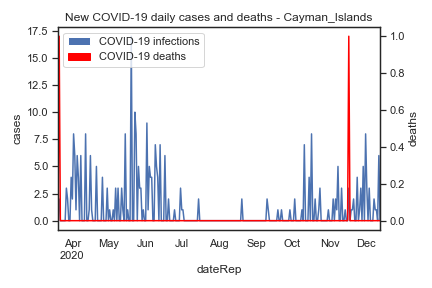 New COVID-19 daily cases and deaths - Cayman_Islands
COVID-19 infections
COVID-19 deaths
17.5
15.0
12.5
10.0
7.5
5.0
2.5
0.0
cases
1.0
0.8
0.6
0.4
0.2
0.0
deaths
Apr May Jun Jul Aug Sep Oct Nov Dec
2020
dateRep